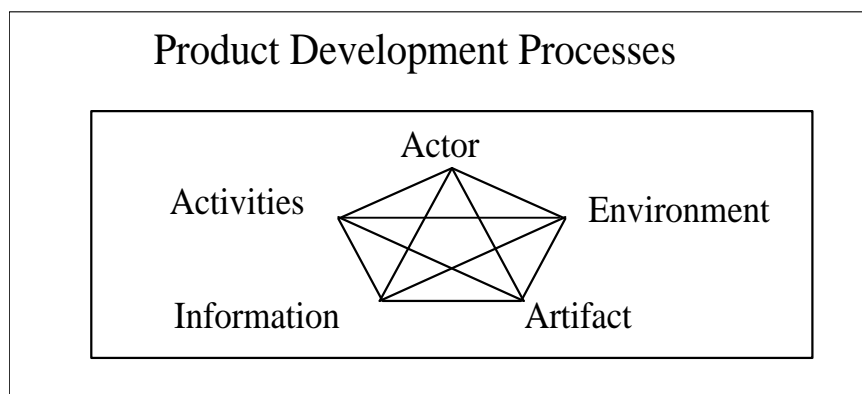 Product Development Processes
Actor
Activities
Environment
Information
Artifact